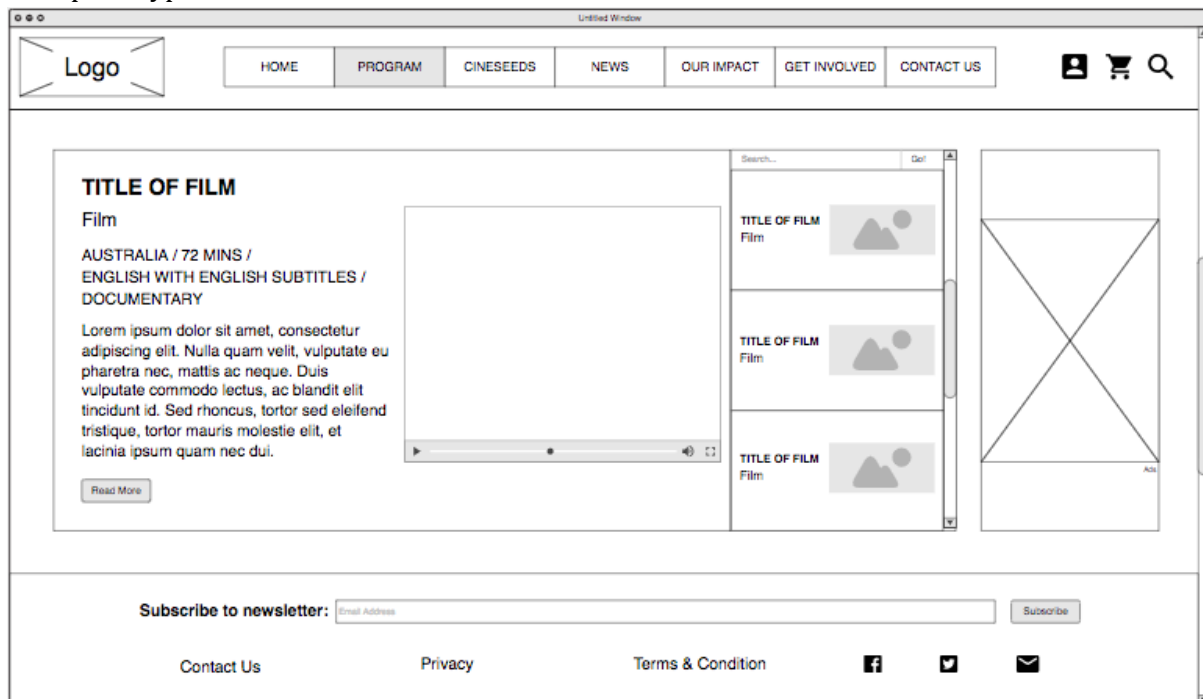 Untitled Window
Logo
HOME
PROGRAM
CINESEEDS
NEWS
OUR IMPACT
GET INVOLVED
CONTACT US
TITLE OF FILM
Film
AUSTRALIA / 72 MINS /
ENGLISH WITH ENGLISH SUBTITLES /
DOCUMENTARY
Lorem ipsum dolor sit amet, consectetur
adipiscing elit. Nulla quam velit, vulputate eu
pharetra nec, mattis ac neque. Duis
vulputate commodo lectus, ac blandit elit
tincidunt id. Sed rhoncus, tortor sed eleifend
tristique, tortor mauris molestie elit, et
lacinia ipsum quam nec dui.
Read More
Search...
Go!
TITLE OF FILM
Film
TITLE OF FILM
Film
TITLE OF FILM
Film
Ads
Subscribe to newsletter:
Email Address
Subscribe
Contact Us
Privacy
Terms & Condition